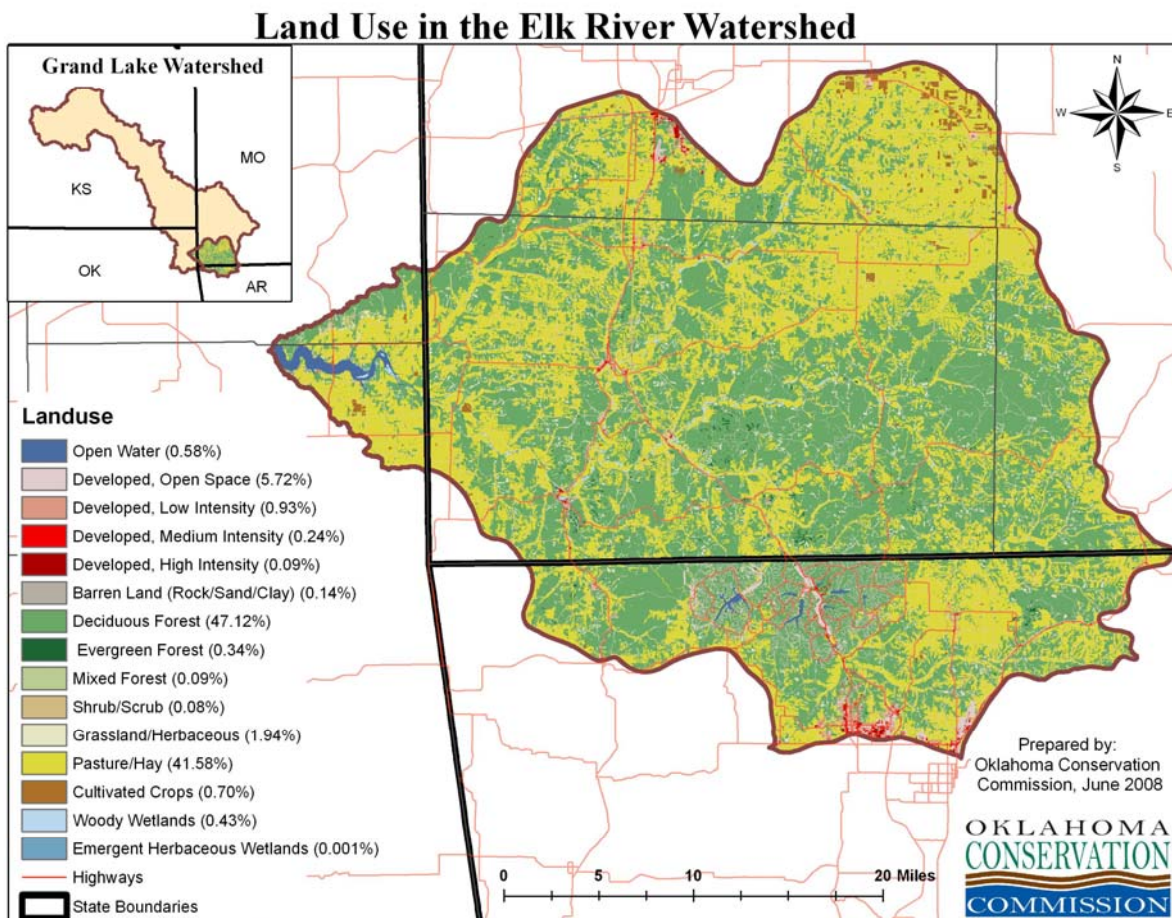 Land Use in the Elk River Watershed
Grand Lake Watershed
MO
KS
OK
AR
N
W
E
S
Landuse
Open Water (0.58%)
Developed, Open Space (5.72%)
Developed, Low Intensity (0.93%)
Developed, Medium Intensity (0.24%)
Developed, High Intensity (0.09%)
Barren Land (Rock/Sand/Clay) (0.14%)
Deciduous Forest (47.12%)
Evergreen Forest (0.34%)
Mixed Forest (0.09%)
Shrub/Scrub (0.08%)
Grassland/Herbaceous (1.94%)
Pasture/Hay (41.58%)
Cultivated Crops (0.70%)
Woody Wetlands (0.43%)
Emergent Herbaceous Wetlands (0.001%)
Highways
State Boundaries
0 5 10 20 Miles
Prepared by:
Oklahoma Conservation
Commission, June 2008
OKLAHOMA
CONSERVATION
COMMISSION